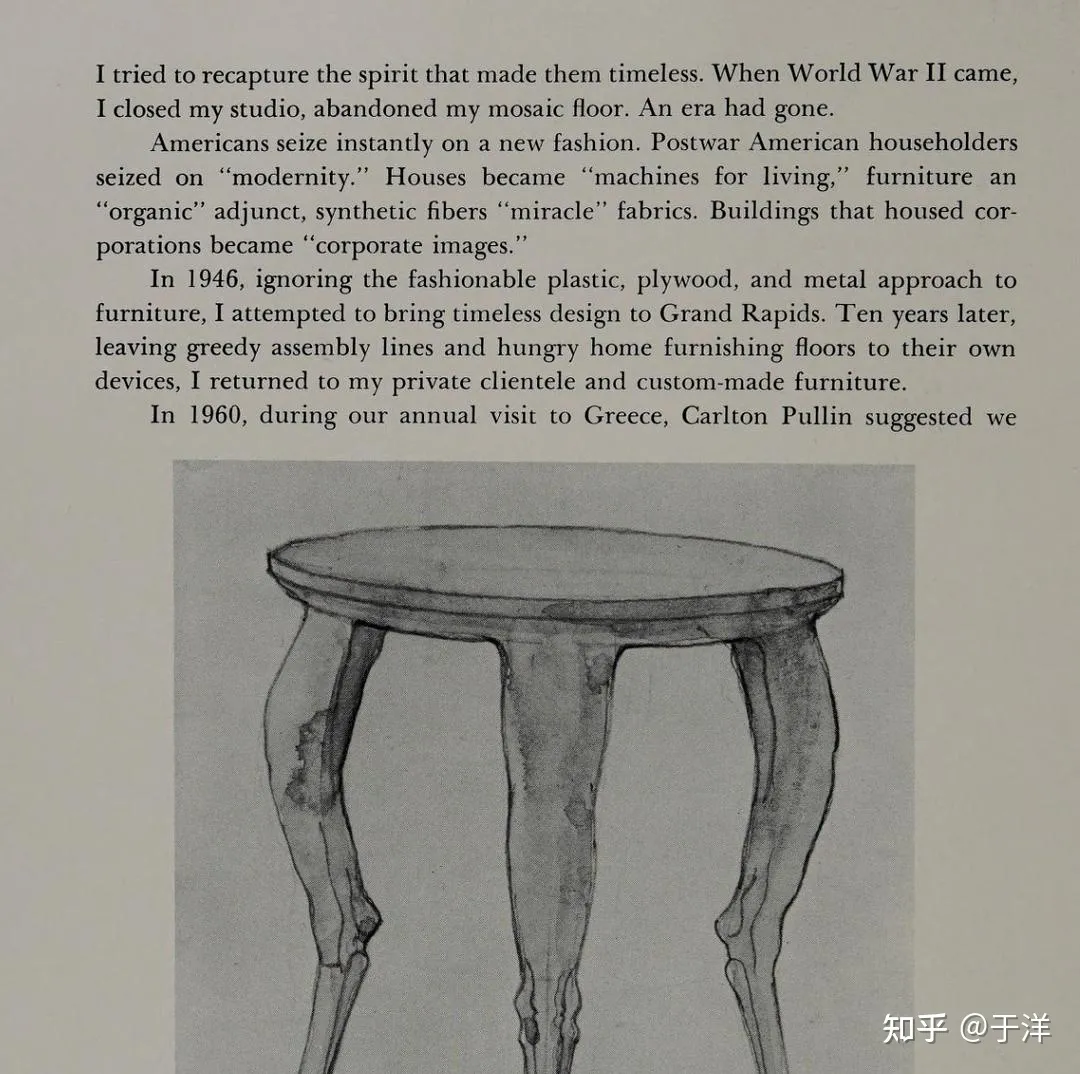 I tried to recapture the spirit that made them timeless. When World War II came,
I closed my studio, abandoned my mosaic floor. An era had gone.
Americans seize instantly on a new fashion. Postwar American householders
seized on “modernity.” Houses became “machines for living,” furniture an
“organic” adjunct, synthetic fibers “miracle” fabrics. Buildings that housed cor-
porations became “corporate images.”
In 1946, ignoring the fashionable plastic, plywood, and metal approach to
furniture, I attempted to bring timeless design to Grand Rapids. Ten years later,
leaving greedy assembly lines and hungry home furnishing floors to their own
devices, I returned to my private clientele and custom-made furniture.
In 1960, during our annual visit to Greece, Carlton Pullin suggested we
知乎 @于洋